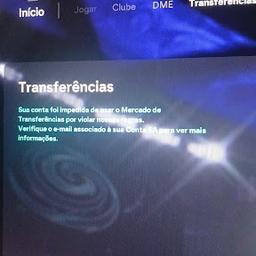 Início Jogar Clube DME Transferências
Transferências
Sua conta foi impedida de usar o Mercado de
Transferências por violar nossas regras.
Verifique o e-mail associado à sua Conta EA para ver mais
informações.